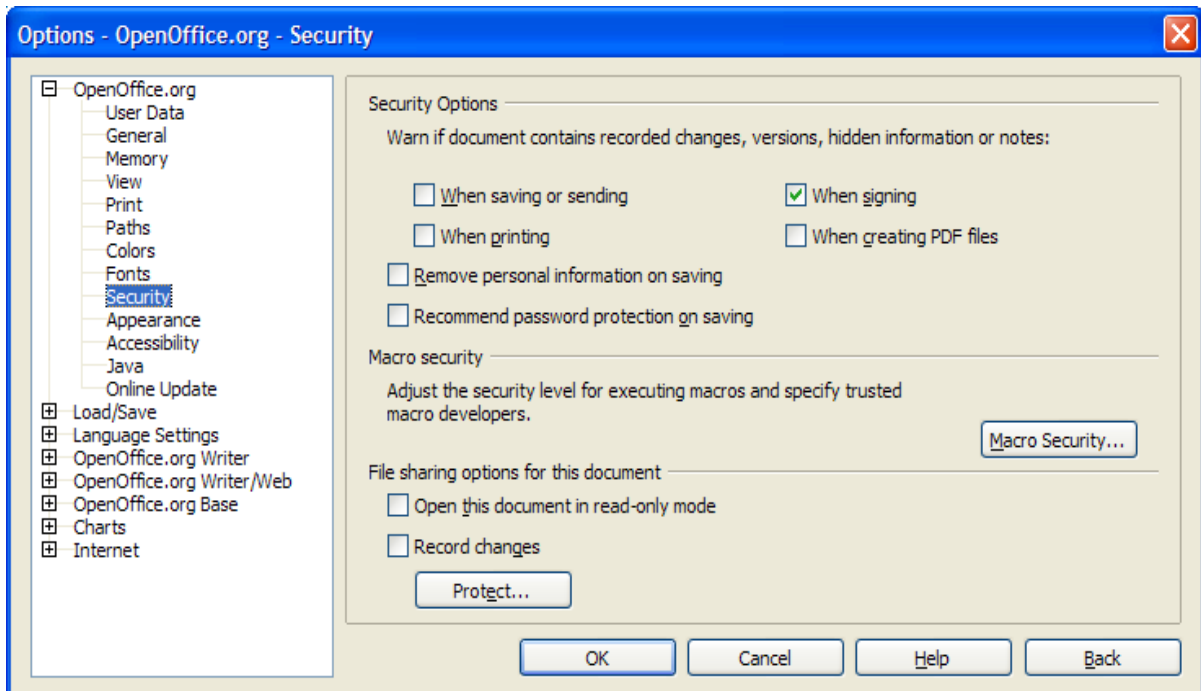 Options - OpenOffice.org - Security
OpenOffice.org
User Data
General
Memory
View
Print
Paths
Colors
Fonts
Security
Appearance
Accessibility
Java
Online Update
Load/Save
Language Settings
OpenOffice.org Writer
OpenOffice.org Writer/Web
OpenOffice.org Base
Charts
Internet
Security Options
Warn if document contains recorded changes, versions, hidden information or notes:
When saving or sending
When signing
When printing
When creating PDF files
Remove personal information on saving
Recommend password protection on saving
Macro security
Adjust the security level for executing macros and specify trusted
macro developers.
Macro Security...
File sharing options for this document
Open this document in read-only mode
Record changes
Protect...
OK
Cancel
Help
Back